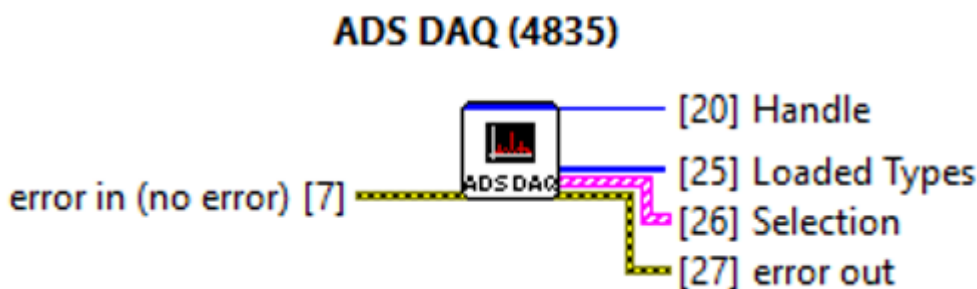 ADS DAQ (4835)
[20] Handle
ADS DAQ
[25] Loaded Types
error in (no error) [7]
[26] Selection
[27] error out